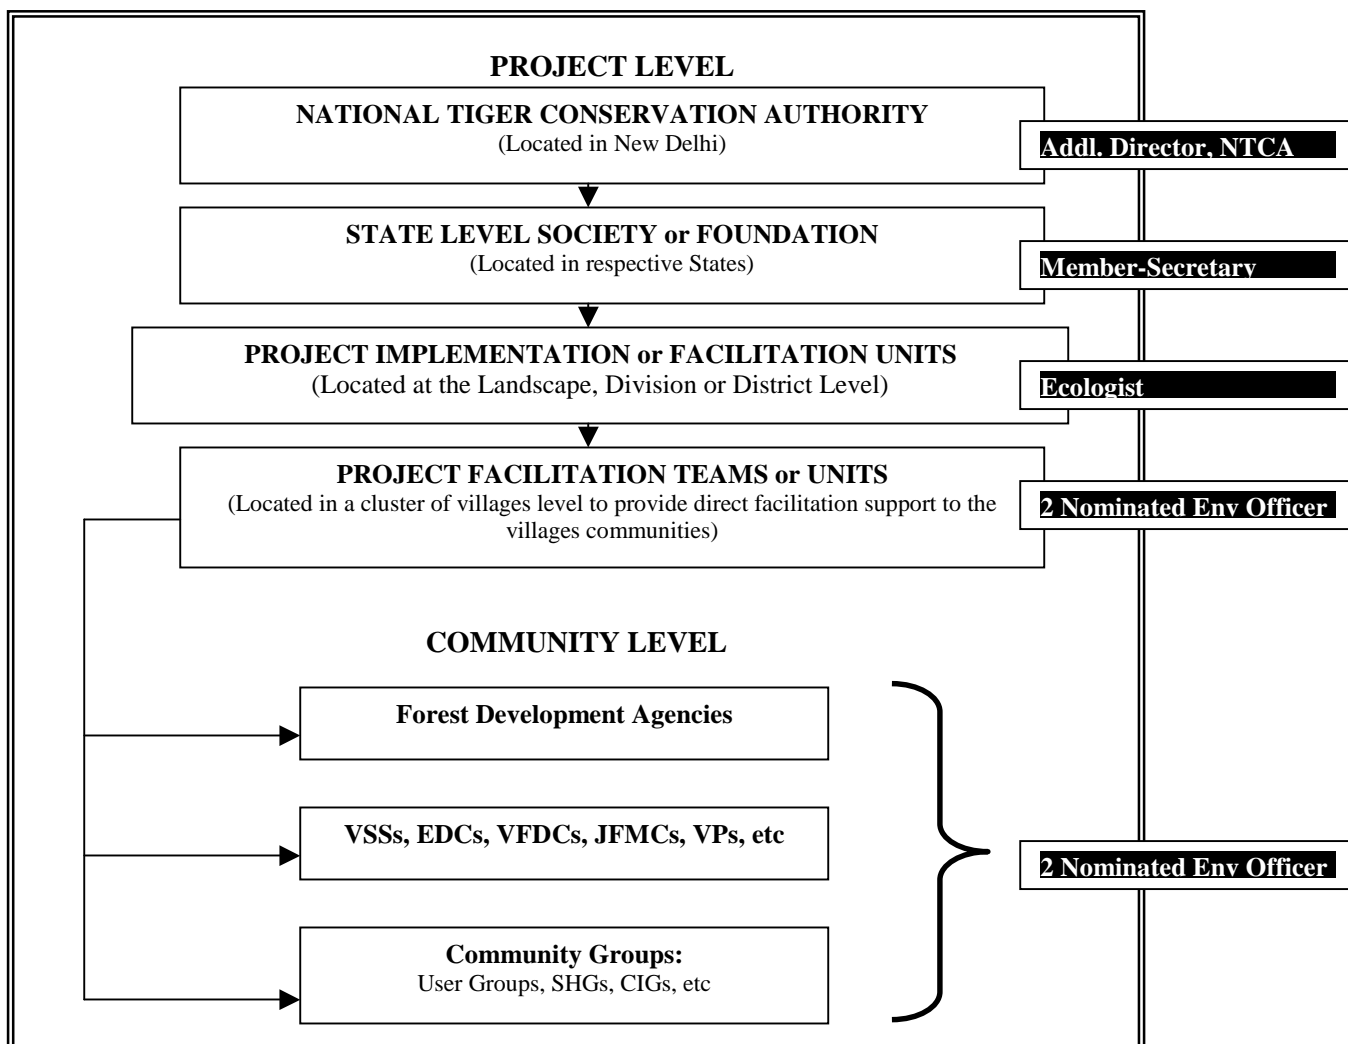 PROJECT LEVEL
NATIONAL TIGER CONSERVATION AUTHORITY
(Located in New Delhi)
Addl. Director, NTCA
STATE LEVEL SOCIETY or FOUNDATION
(Located in respective States)
Member-Secretary
PROJECT IMPLEMENTATION or FACILITATION UNITS
(Located at the Landscape, Division or District Level)
Ecologist
PROJECT FACILITATION TEAMS or UNITS
(Located in a cluster of villages level to provide direct facilitation support to the
villages communities)
2 Nominated Env Officer
COMMUNITY LEVEL
Forest Development Agencies
VSSs, EDCs, VFDCs, JFMCs, VPs, etc
2 Nominated Env Officer
Community Groups:
User Groups, SHGs, CIGs, etc